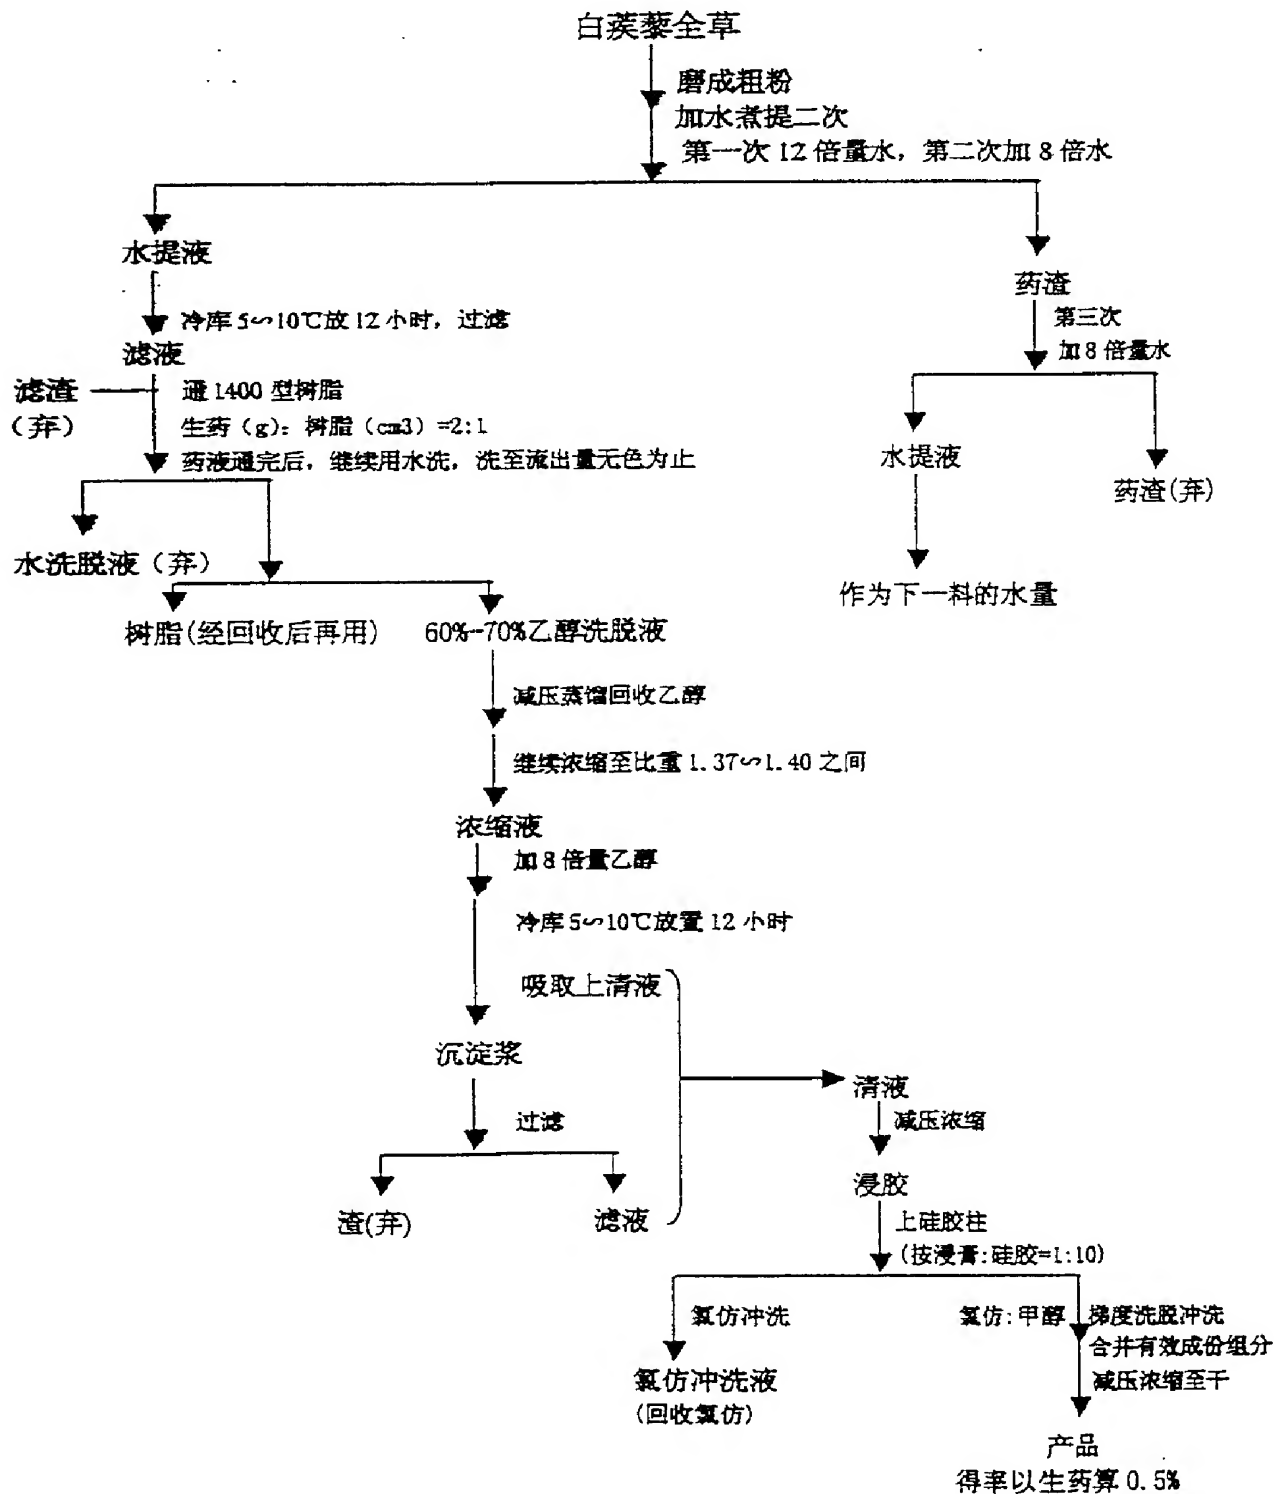 白蒺藜全草
磨成粗粉
加水煮提二次
第一次12倍量水，第二次加8倍水
水提液
药渣
冷库5~10℃放12小时，过滤
第三次
加8倍量水
滤液
滤渣
（弃）
通1400型树脂
生药（g）：树脂（cm3）=2:1
药液通完后，继续用水洗，洗至流出量无色为止
水提液
药渣(弃)
水洗脱液（弃）
作为下一料的水量
树脂(经回收后再用)
60%-70%乙醇洗脱液
减压蒸馏回收乙醇
继续浓缩至比重1.37~1.40之间
浓缩液
加8倍量乙醇
冷库5~10℃放置12小时
吸取上清液
沉淀浆
清液
过滤
减压浓缩
浸胶
渣(弃)
滤液
上硅胶柱
(按浸膏:硅胶=1:10)
氯仿冲洗
氯仿:甲醇
梯度洗脱冲洗
合并有效成份组分
氯仿冲洗液
(回收氯仿)
减压浓缩至干
产品
得率以生药算0.5%